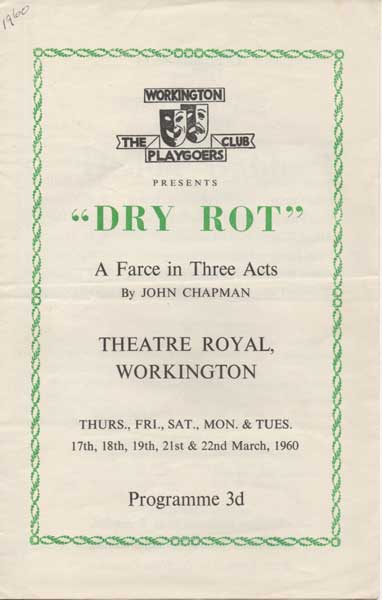 1960
WORKINGTON
THE CLUB
PLAYGOERS
PRESENTS
“DRY ROT”
A Farce in Three Acts
By JOHN CHAPMAN
THEATRE ROYAL,
WORKINGTON
THURS., FRI., SAT., MON. & TUES.
17th, 18th, 19th, 21st & 22nd March, 1960
Programme 3d